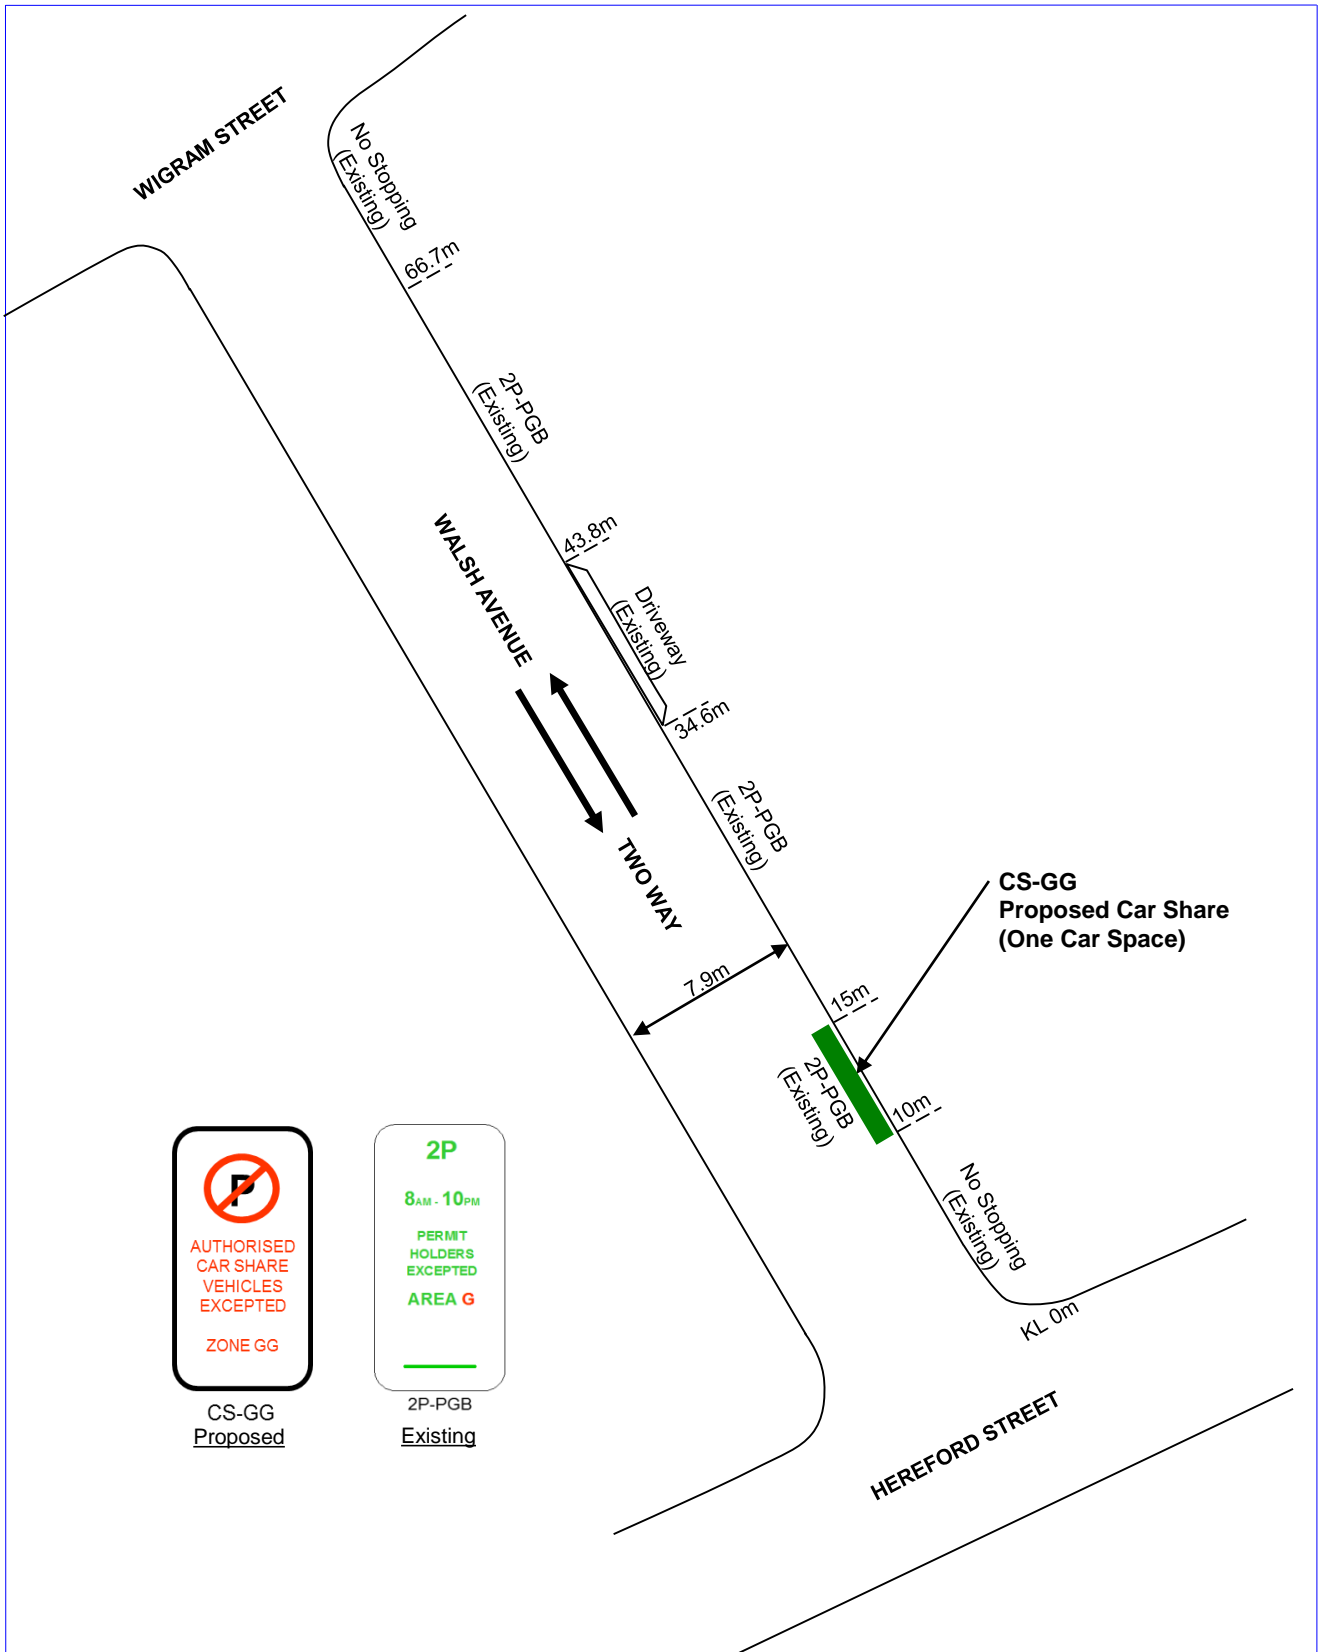 WIGRAM STREET
No Stopping
(Existing)
66.7m
2P-PGB
(Existing)
43.8m
WALSH AVENUE
Driveway
(Existing)
34.6m
2P-PGB
(Existing)
TWO WAY
CS-GG
Proposed Car Share
(One Car Space)
7.9m
15m
2P-PGB
(Existing)
10m
No Stopping
(Existing)
KL 0m
HEREFORD STREET
P
AUTHORISED
CAR SHARE
VEHICLES
EXCEPTED
ZONE GG
CS-GG
Proposed
2P
8AM - 10PM
PERMIT
HOLDERS
EXCEPTED
AREA G
2P-PGB
Existing